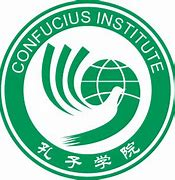 CONFUCIUS INSTITUTE
孔子学院